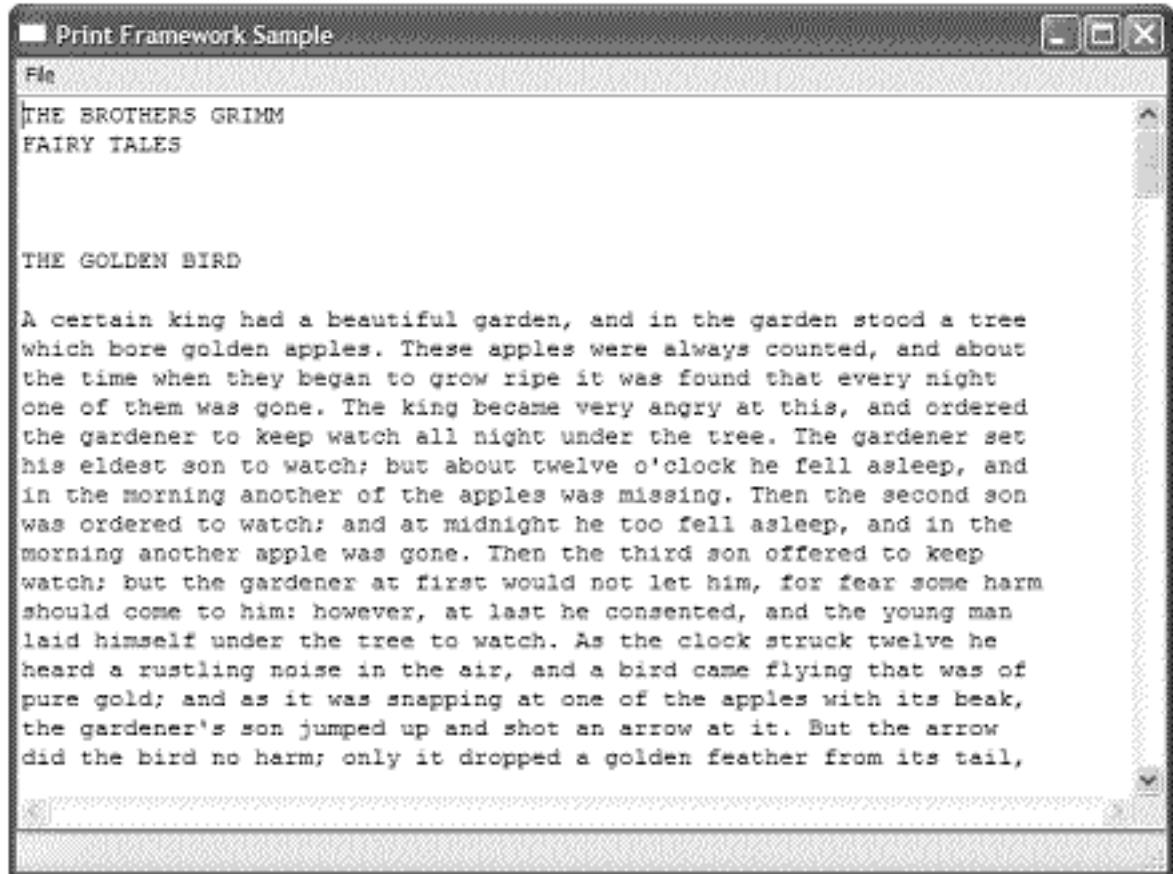 Print Framework Sample
File
THE BROTHERS GRIMM
FAIRY TALES
THE GOLDEN BIRD
A certain king had a beautiful garden, and in the garden stood a tree
which bore golden apples. These apples were always counted, and about
the time when they began to grow ripe it was found that every night
one of them was gone. The king became very angry at this, and ordered
the gardener to keep watch all night under the tree. The gardener set
his eldest son to watch; but about twelve o'clock he fell asleep, and
in the morning another of the apples was missing. Then the second son
was ordered to watch; and at midnight he too fell asleep, and in the
morning another apple was gone. Then the third son offered to keep
watch; but the gardener at first would not let him, for fear some harm
should come to him: however, at last he consented, and the young man
laid himself under the tree to watch. As the clock struck twelve he
heard a rustling noise in the air, and a bird came flying that was of
pure gold; and as it was snapping at one of the apples with its beak,
the gardener's son jumped up and shot an arrow at it. But the arrow
did the bird no harm; only it dropped a golden feather from its tail,